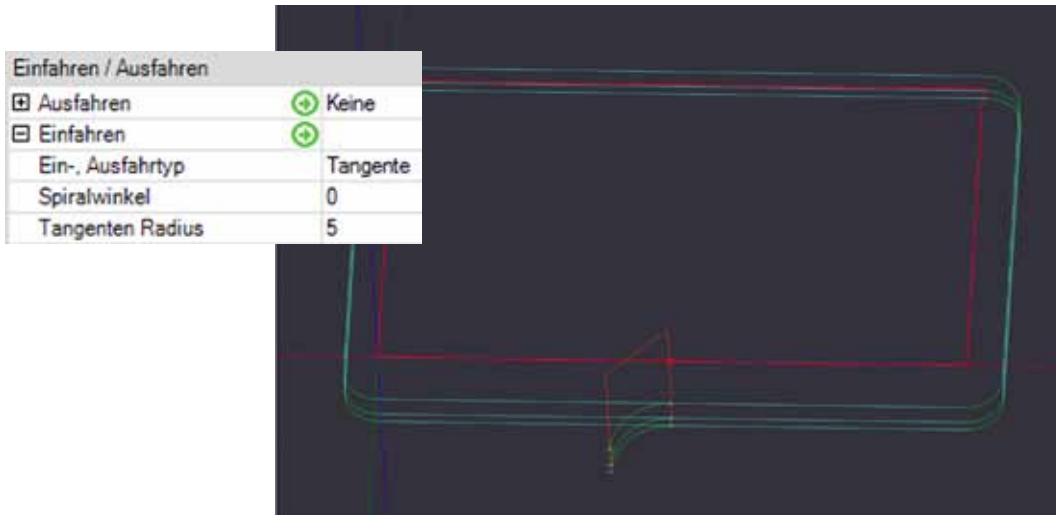 Einfahren / Ausfahren
Ausfahren Keine
Einfahren
Ein-, Ausfahrtyp Tangente
Spiralwinkel 0
Tangenten Radius 5